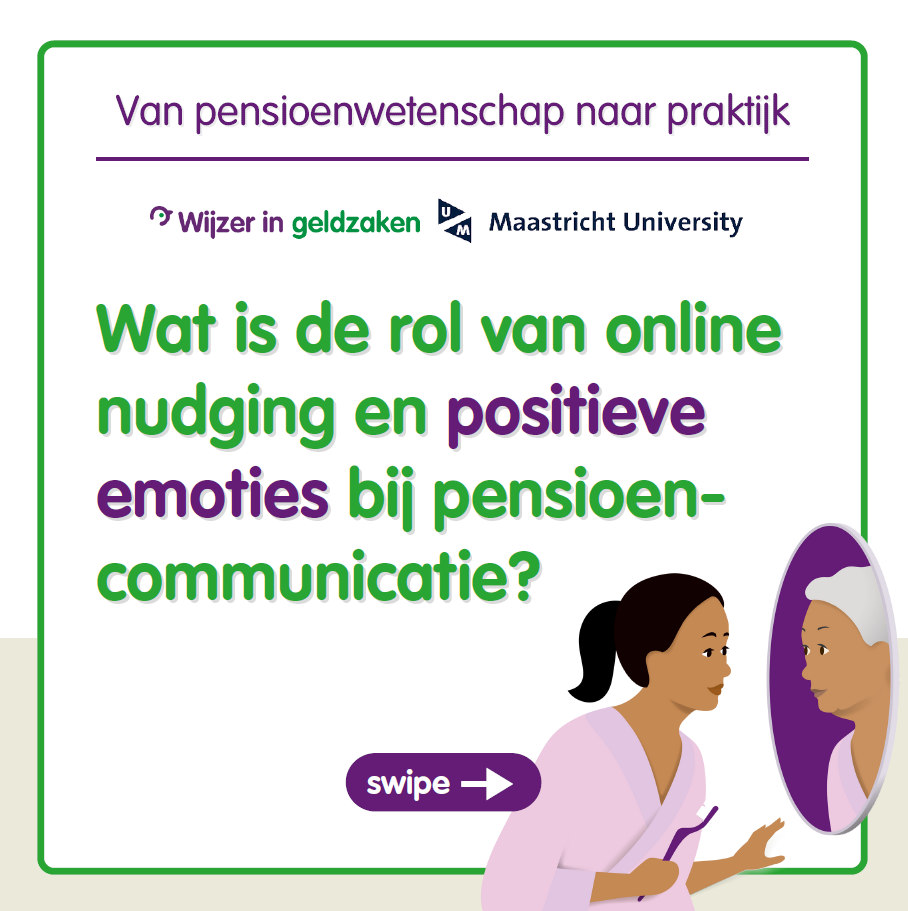 Van pensioenwetenschap naar praktijk
Wijzer in geldzaken UM Maastricht University
Wat is de rol van online
nudging en positieve
emoties bij pensioen-
communicatie?
swipe